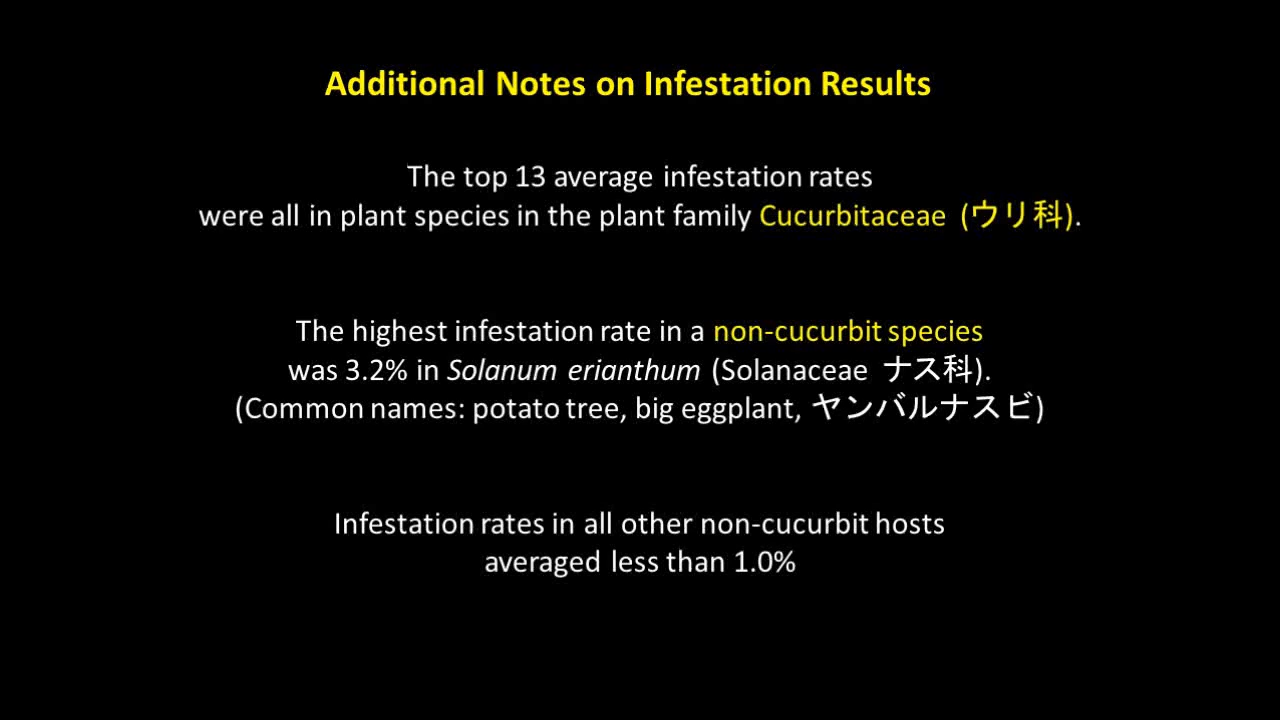 Additional Notes on Infestation Results
The top 13 average infestation rates
were all in plant species in the plant family Cucurbitaceae (ウリ科).
The highest infestation rate in a non-cucurbit species
was 3.2% in Solanum erianthum (Solanaceae ナス科).
(Common names: potato tree, big eggplant, ヤンバルナスビ)
Infestation rates in all other non-cucurbit hosts
averaged less than 1.0%